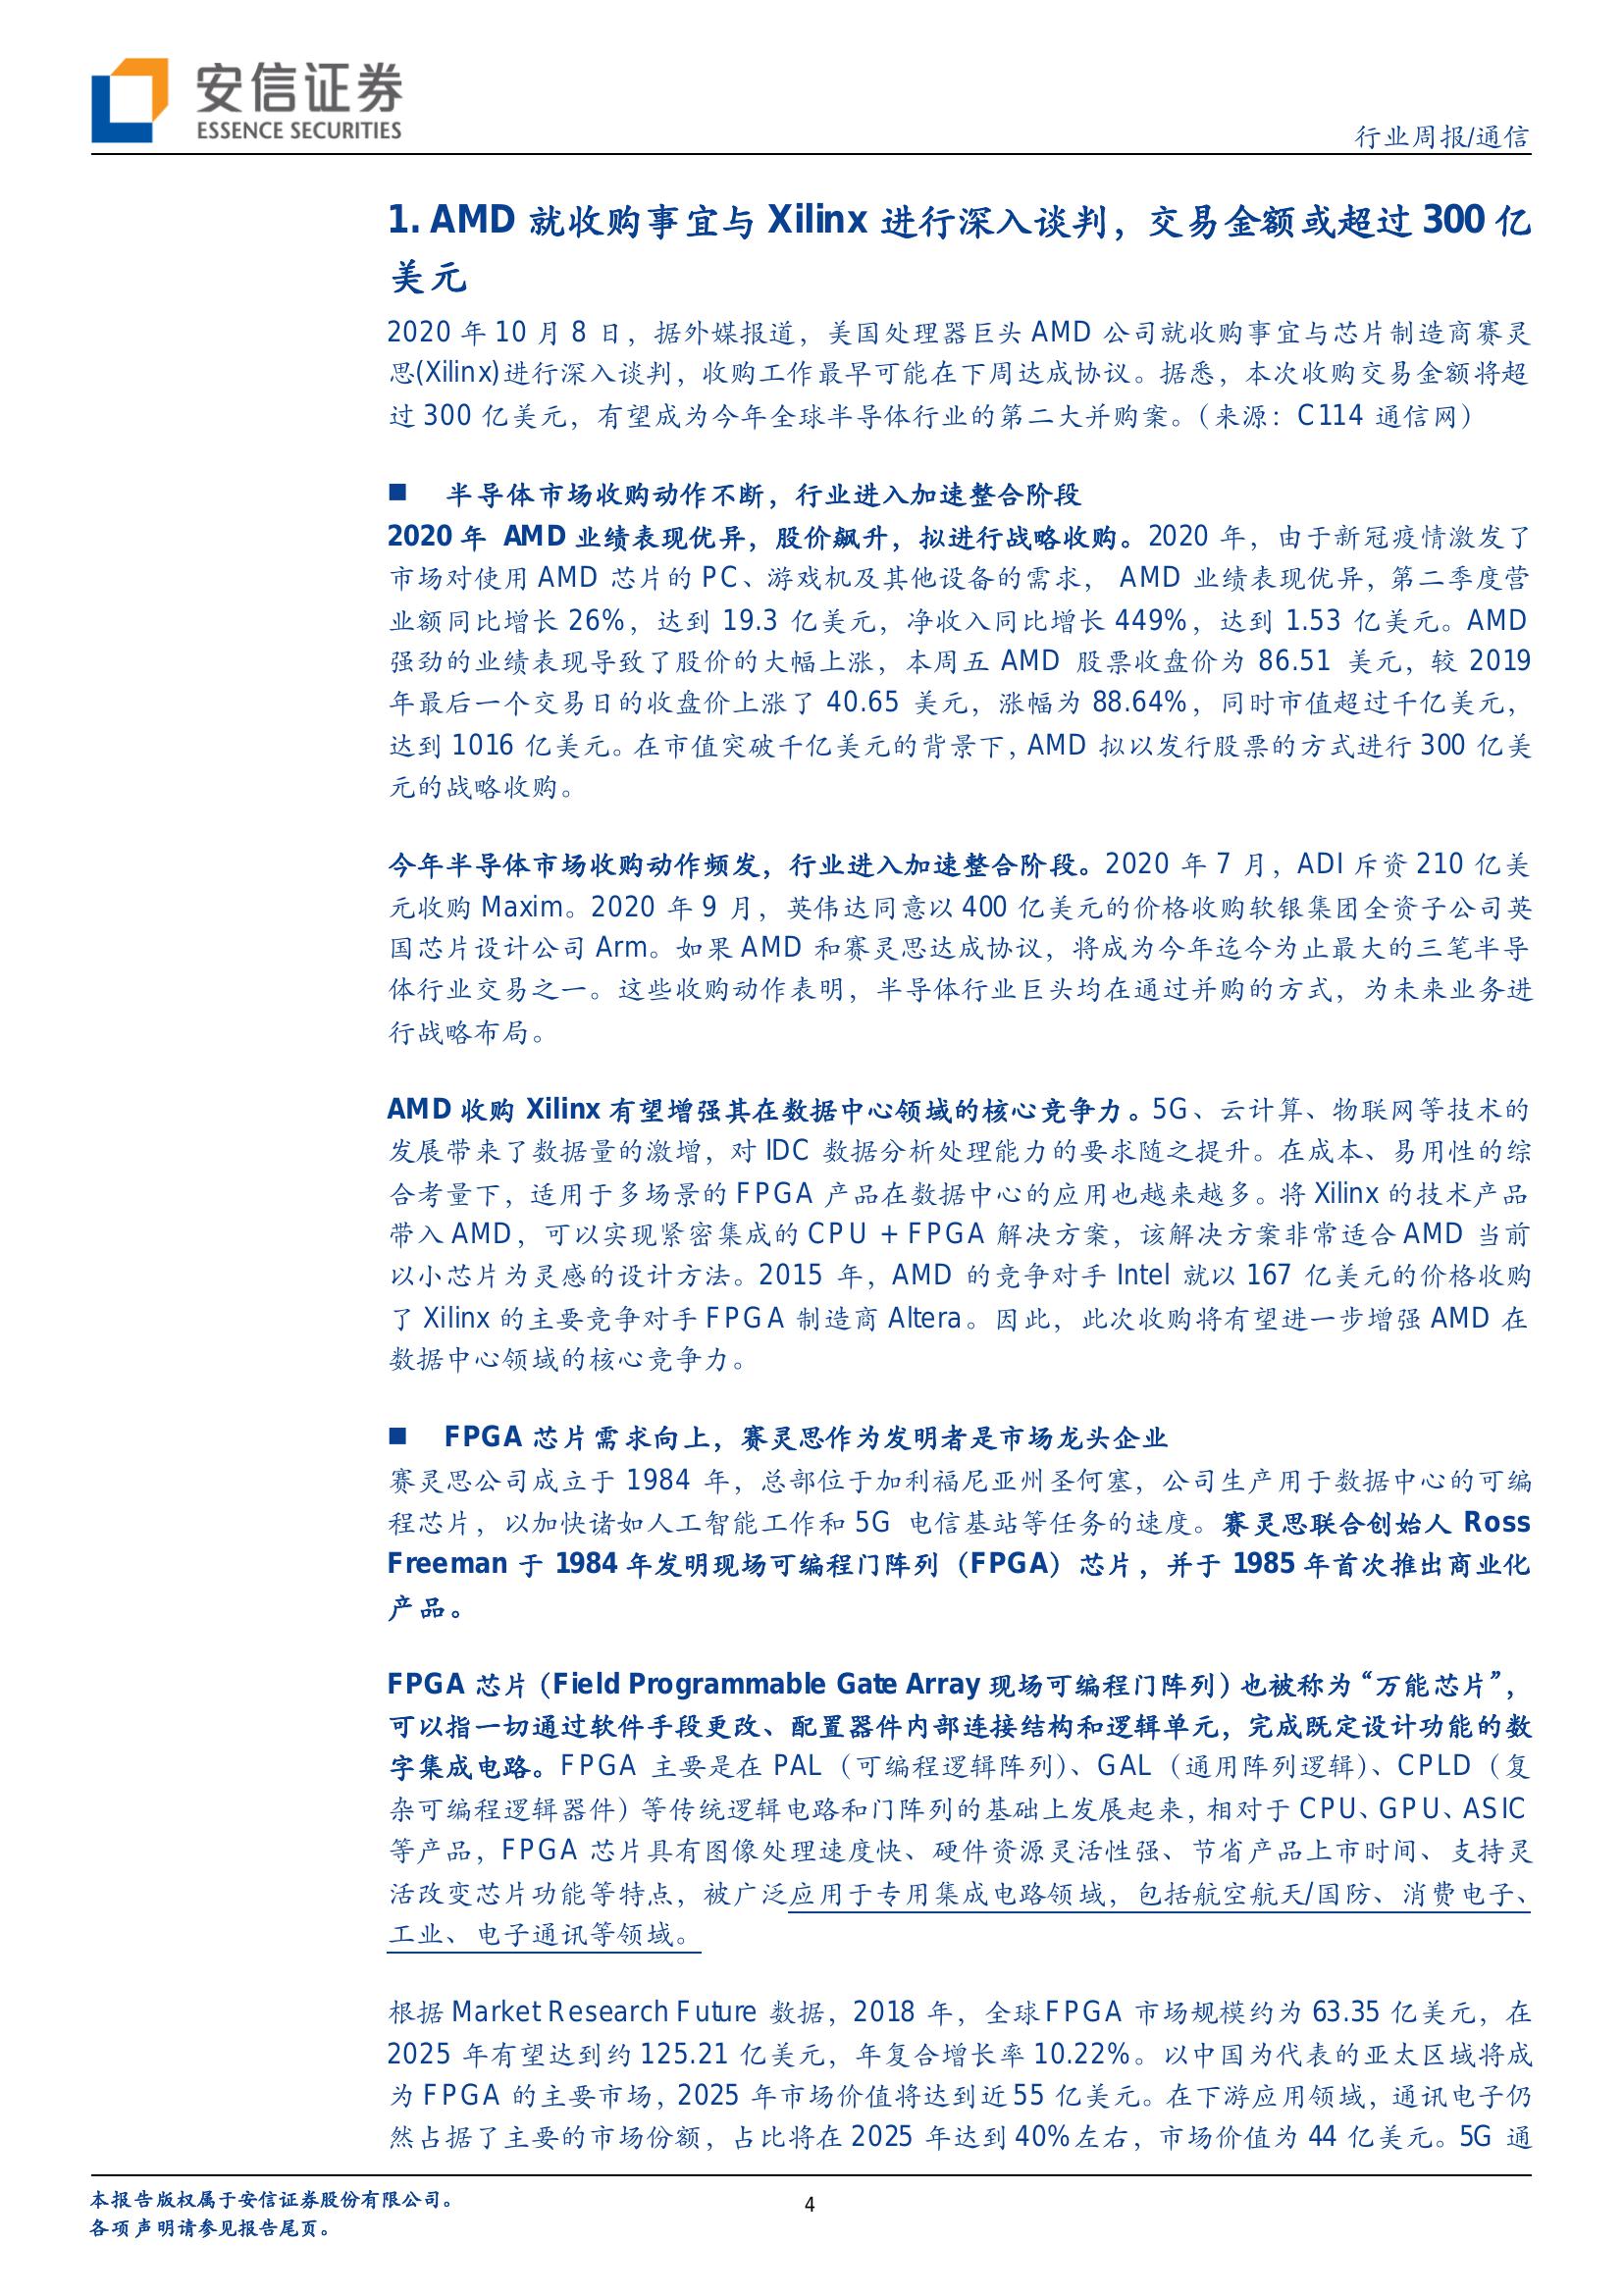 安信证券
ESSENCE SECURITIES
行业周报/通信
1. AMD 就收购事宜与 Xilinx 进行深入谈判，交易金额或超过 300 亿
美元
2020 年 10 月 8 日，据外媒报道，美国处理器巨头 AMD 公司就收购事宜与芯片制造商赛灵
思(Xilinx)进行深入谈判，收购工作最早可能在下周达成协议。据悉，本次收购交易金额将超
过 300 亿美元，有望成为今年全球半导体行业的第二大并购案。（来源：C114 通信网）
■ 半导体市场收购动作不断，行业进入加速整合阶段
2020 年 AMD 业绩表现优异，股价飙升，拟进行战略收购。2020 年，由于新冠疫情激发了
市场对使用 AMD 芯片的 PC、游戏机及其他设备的需求， AMD 业绩表现优异，第二季度营
业额同比增长 26%，达到 19.3 亿美元，净收入同比增长 449%，达到 1.53 亿美元。AMD
强劲的业绩表现导致了股价的大幅上涨，本周五 AMD 股票收盘价为 86.51 美元，较 2019
年最后一个交易日的收盘价上涨了 40.65 美元，涨幅为 88.64%，同时市值超过千亿美元，
达到 1016 亿美元。在市值突破千亿美元的背景下，AMD 拟以发行股票的方式进行 300 亿美
元的战略收购。
今年半导体市场收购动作频发，行业进入加速整合阶段。2020 年 7 月，ADI 斥资 210 亿美
元收购 Maxim。2020 年 9 月，英伟达同意以 400 亿美元的价格收购软银集团全资子公司英
国芯片设计公司 Arm。如果 AMD 和赛灵思达成协议，将成为今年迄今为止最大的三笔半导
体行业交易之一。这些收购动作表明，半导体行业巨头均在通过并购的方式，为未来业务进
行战略布局。
AMD 收购 Xilinx 有望增强其在数据中心领域的核心竞争力。5G、云计算、物联网等技术的
发展带来了数据量的激增，对 IDC 数据分析处理能力的要求随之提升。在成本、易用性的综
合考量下，适用于多场景的 FPGA 产品在数据中心的应用也越来越多。将 Xilinx 的技术产品
带入 AMD，可以实现紧密集成的 CPU + FPGA 解决方案，该解决方案非常适合 AMD 当前
以小芯片为灵感的设计方法。2015 年，AMD 的竞争对手 Intel 就以 167 亿美元的价格收购
了 Xilinx 的主要竞争对手 FPGA 制造商 Altera。因此，此次收购将有望进一步增强 AMD 在
数据中心领域的核心竞争力。
■ FPGA 芯片需求向上，赛灵思作为发明者是市场龙头企业
赛灵思公司成立于 1984 年，总部位于加利福尼亚州圣何塞，公司生产用于数据中心的可编
程芯片，以加快诸如人工智能工作和 5G 电信基站等任务的速度。赛灵思联合创始人 Ross
Freeman 于 1984 年发明现场可编程门阵列（FPGA）芯片，并于 1985 年首次推出商业化
产品。
FPGA 芯片（Field Programmable Gate Array 现场可编程门阵列）也被称为“万能芯片”，
可以指一切通过软件手段更改、配置器件内部连接结构和逻辑单元，完成既定设计功能的数
字集成电路。FPGA 主要是在 PAL（可编程逻辑阵列)、GAL（通用阵列逻辑)、CPLD（复
杂可编程逻辑器件）等传统逻辑电路和门阵列的基础上发展起来，相对于 CPU、GPU、ASIC
等产品，FPGA 芯片具有图像处理速度快、硬件资源灵活性强、节省产品上市时间、支持灵
活改变芯片功能等特点，被广泛应用于专用集成电路领域，包括航空航天/国防、消费电子、
工业、电子通讯等领域。
根据 Market Research Future 数据，2018 年，全球 FPGA 市场规模约为 63.35 亿美元，在
2025 年有望达到约 125.21 亿美元，年复合增长率 10.22%。以中国为代表的亚太区域将成
为 FPGA 的主要市场，2025 年市场价值将达到近 55 亿美元。在下游应用领域，通讯电子仍
然占据了主要的市场份额，占比将在 2025 年达到 40%左右，市场价值为 44 亿美元。5G 通
本报告版权属于安信证券股份有限公司。
4
各项声明请参见报告尾页。